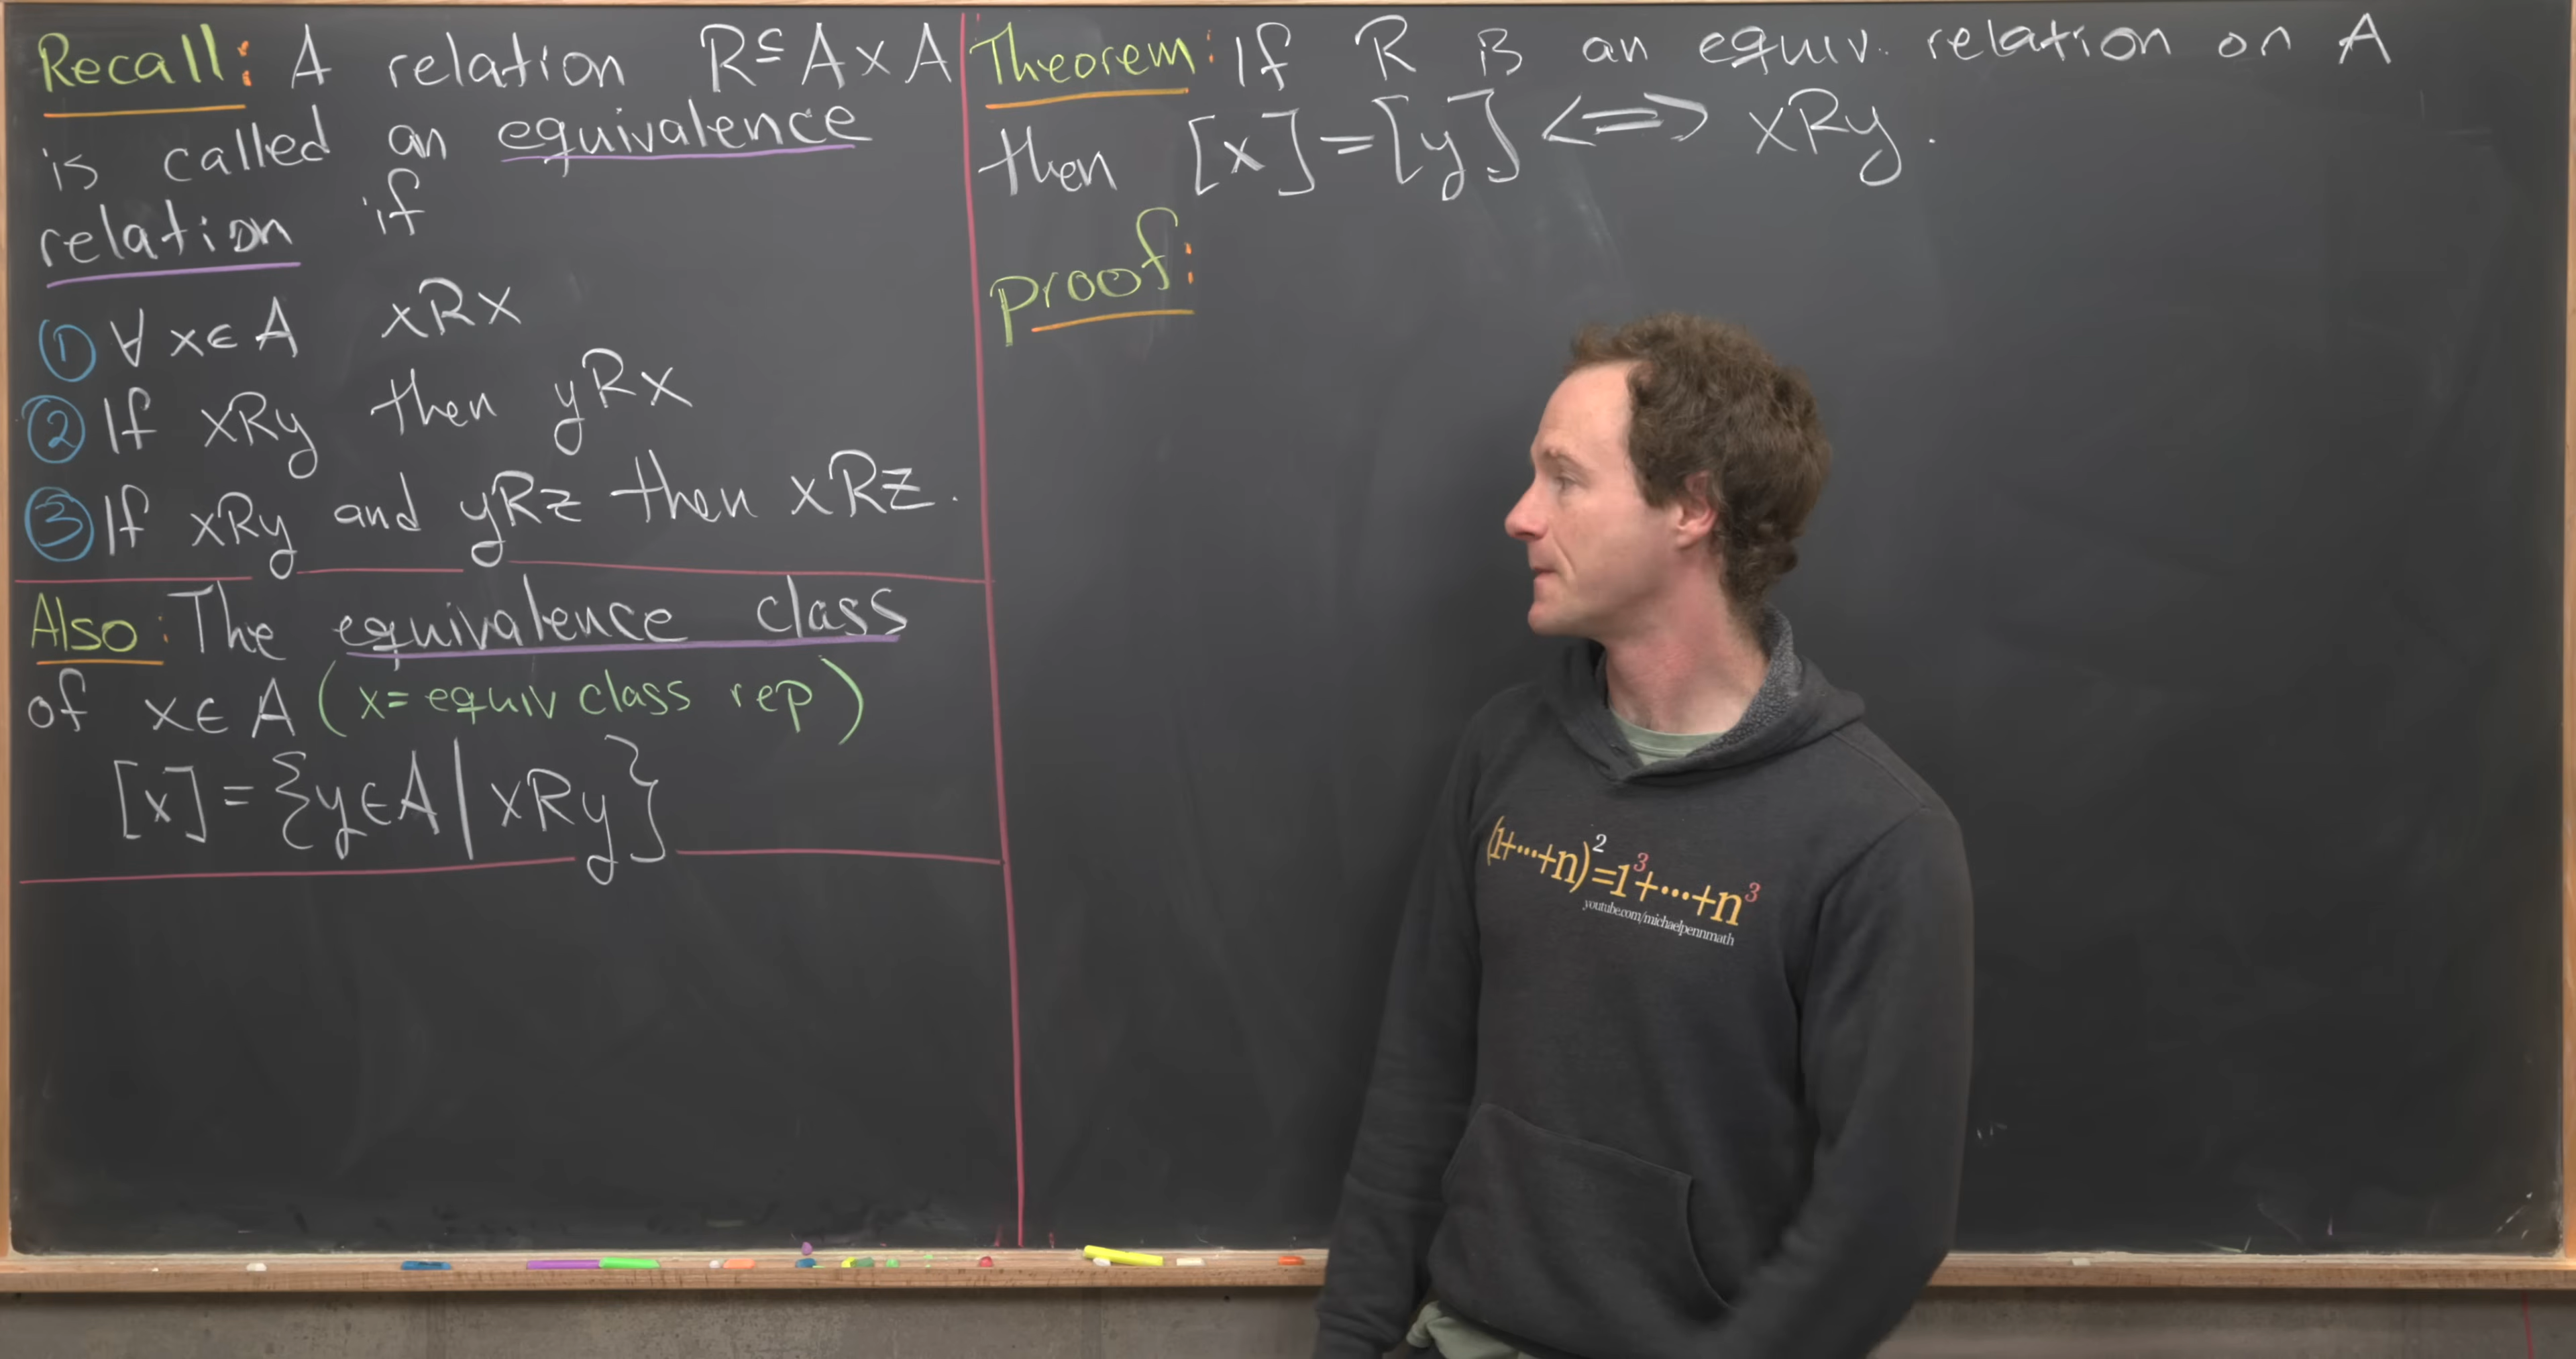 Recall: A relation R⊆A×A
is called an equivalence
relation if
① ∀ x∈A xRx
② If xRy then yRx
③ If xRy and yRz then xRz.
Also: The equivalence class
of x∈A (x= equiv class rep)
[x]={y∈A | xRy}
Theorem: If R is an equiv. relation on A
then [x]=[y] ⟺ xRy.
Proof:
(1+···+n)²=1³+···+n³
youtube.com/michaelpennmath